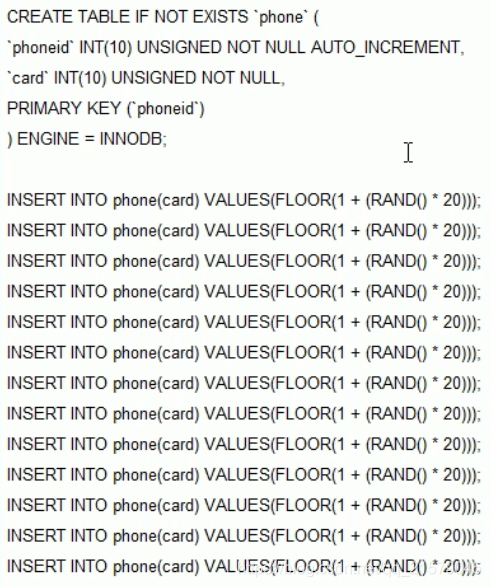 CREATE TABLE IF NOT EXISTS `phone` (
`phoneid` INT(10) UNSIGNED NOT NULL AUTO_INCREMENT,
`card` INT(10) UNSIGNED NOT NULL,
PRIMARY KEY (`phoneid`)
) ENGINE = INNODB;
INSERT INTO phone(card) VALUES(FLOOR(1 + (RAND() * 20)));
INSERT INTO phone(card) VALUES(FLOOR(1 + (RAND() * 20)));
INSERT INTO phone(card) VALUES(FLOOR(1 + (RAND() * 20)));
INSERT INTO phone(card) VALUES(FLOOR(1 + (RAND() * 20)));
INSERT INTO phone(card) VALUES(FLOOR(1 + (RAND() * 20)));
INSERT INTO phone(card) VALUES(FLOOR(1 + (RAND() * 20)));
INSERT INTO phone(card) VALUES(FLOOR(1 + (RAND() * 20)));
INSERT INTO phone(card) VALUES(FLOOR(1 + (RAND() * 20)));
INSERT INTO phone(card) VALUES(FLOOR(1 + (RAND() * 20)));
INSERT INTO phone(card) VALUES(FLOOR(1 + (RAND() * 20)));
INSERT INTO phone(card) VALUES(FLOOR(1 + (RAND() * 20)));
INSERT INTO phone(card) VALUES(FLOOR(1 + (RAND() * 20)));
INSERT INTO phone(card) VALUES(FLOOR(1 + (RAND() * 20)));